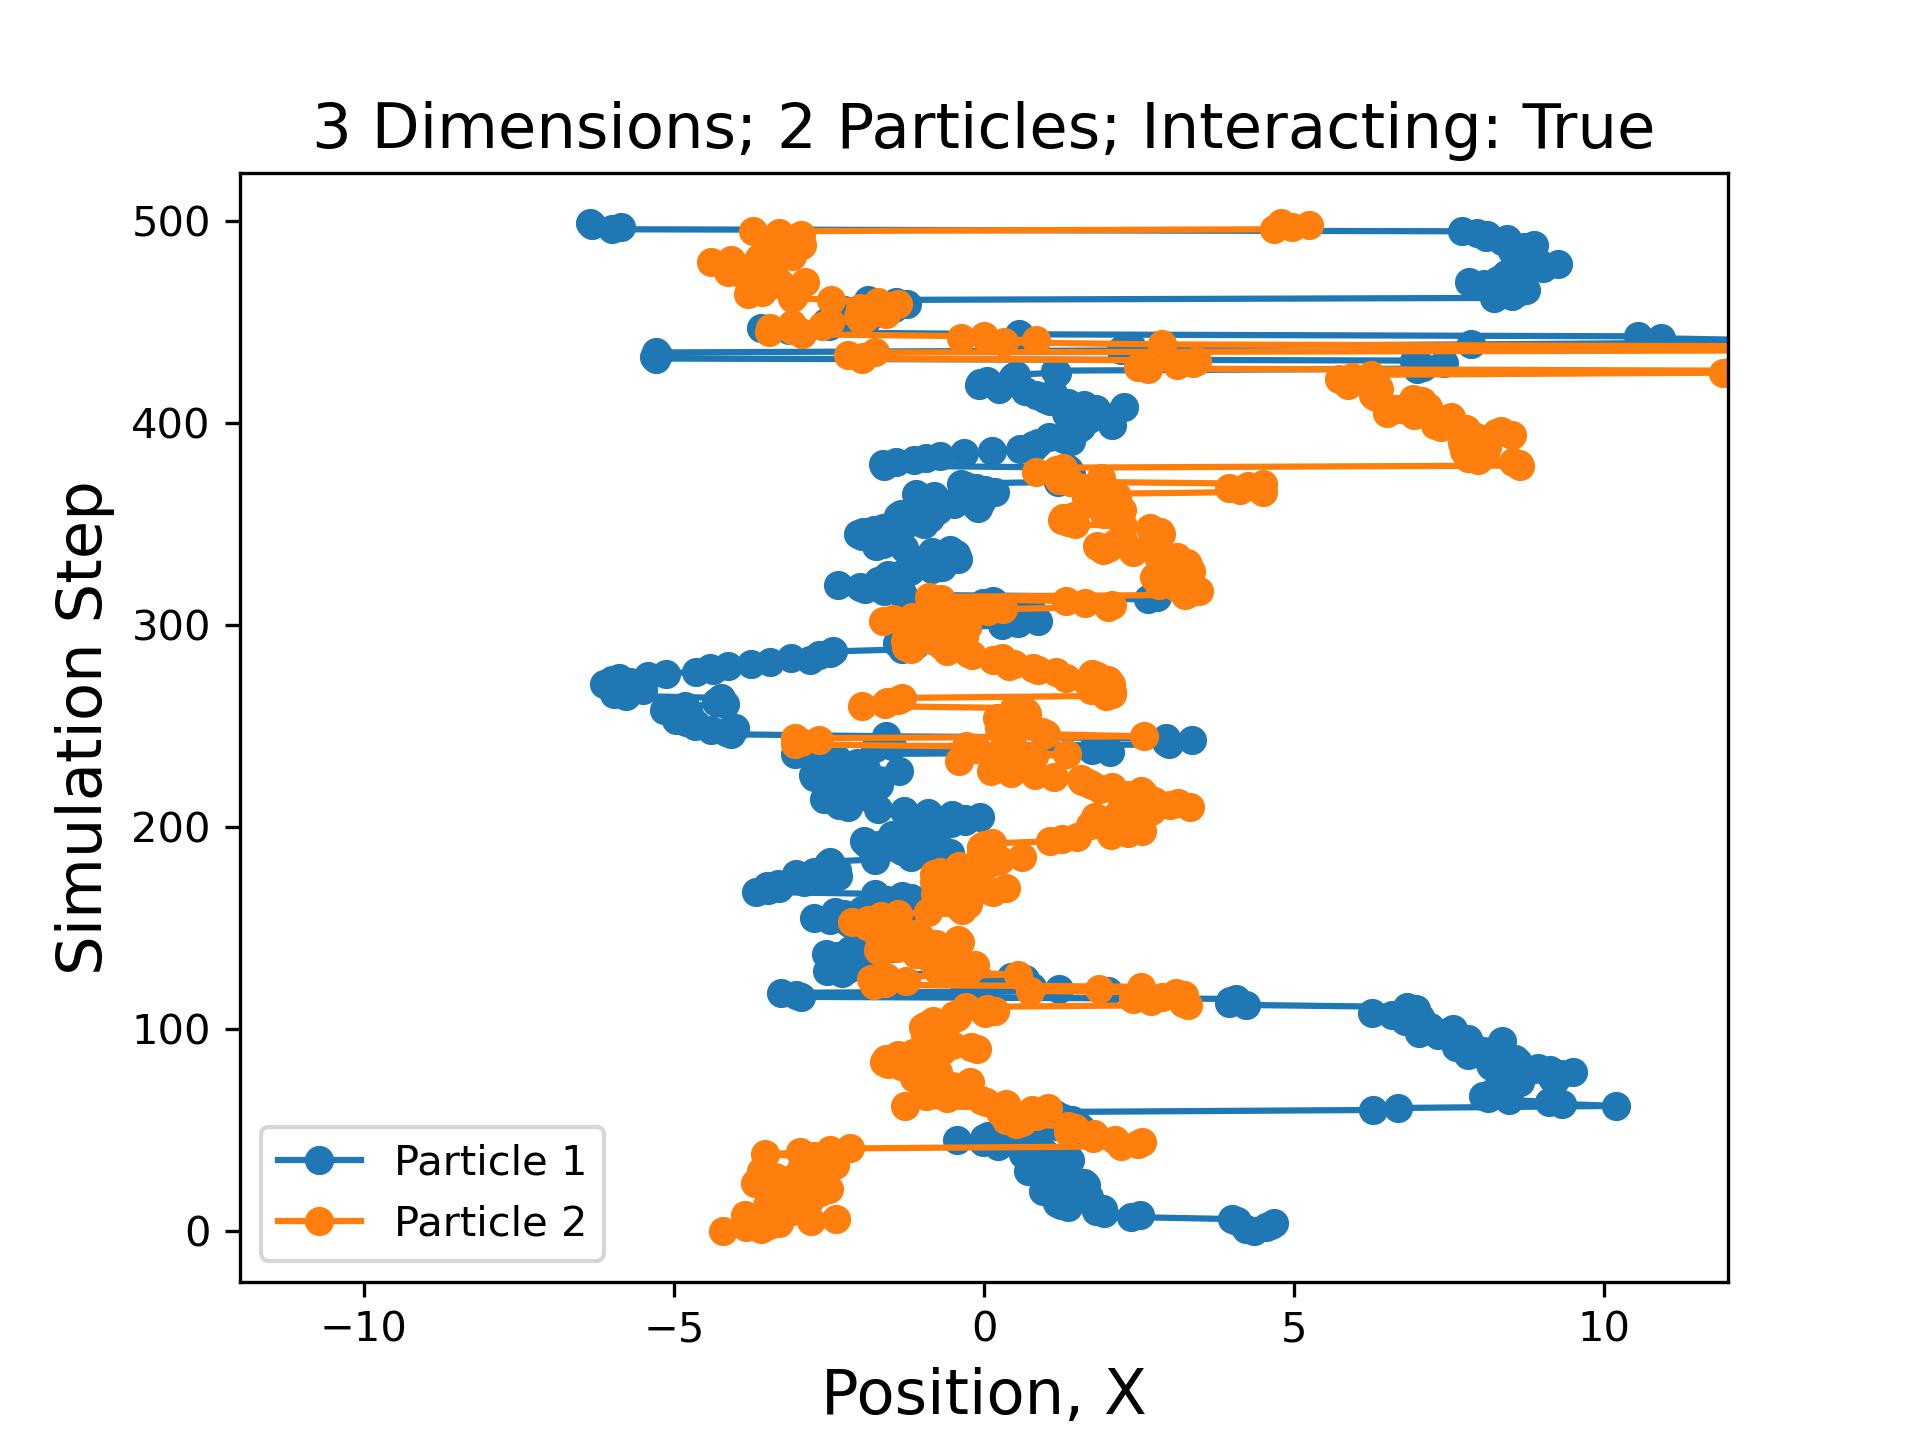 3 Dimensions; 2 Particles; Interacting: True
Simulation Step
500
400
300
200
100
0
Particle 1
Particle 2
−10
−5
0
5
10
Position, X